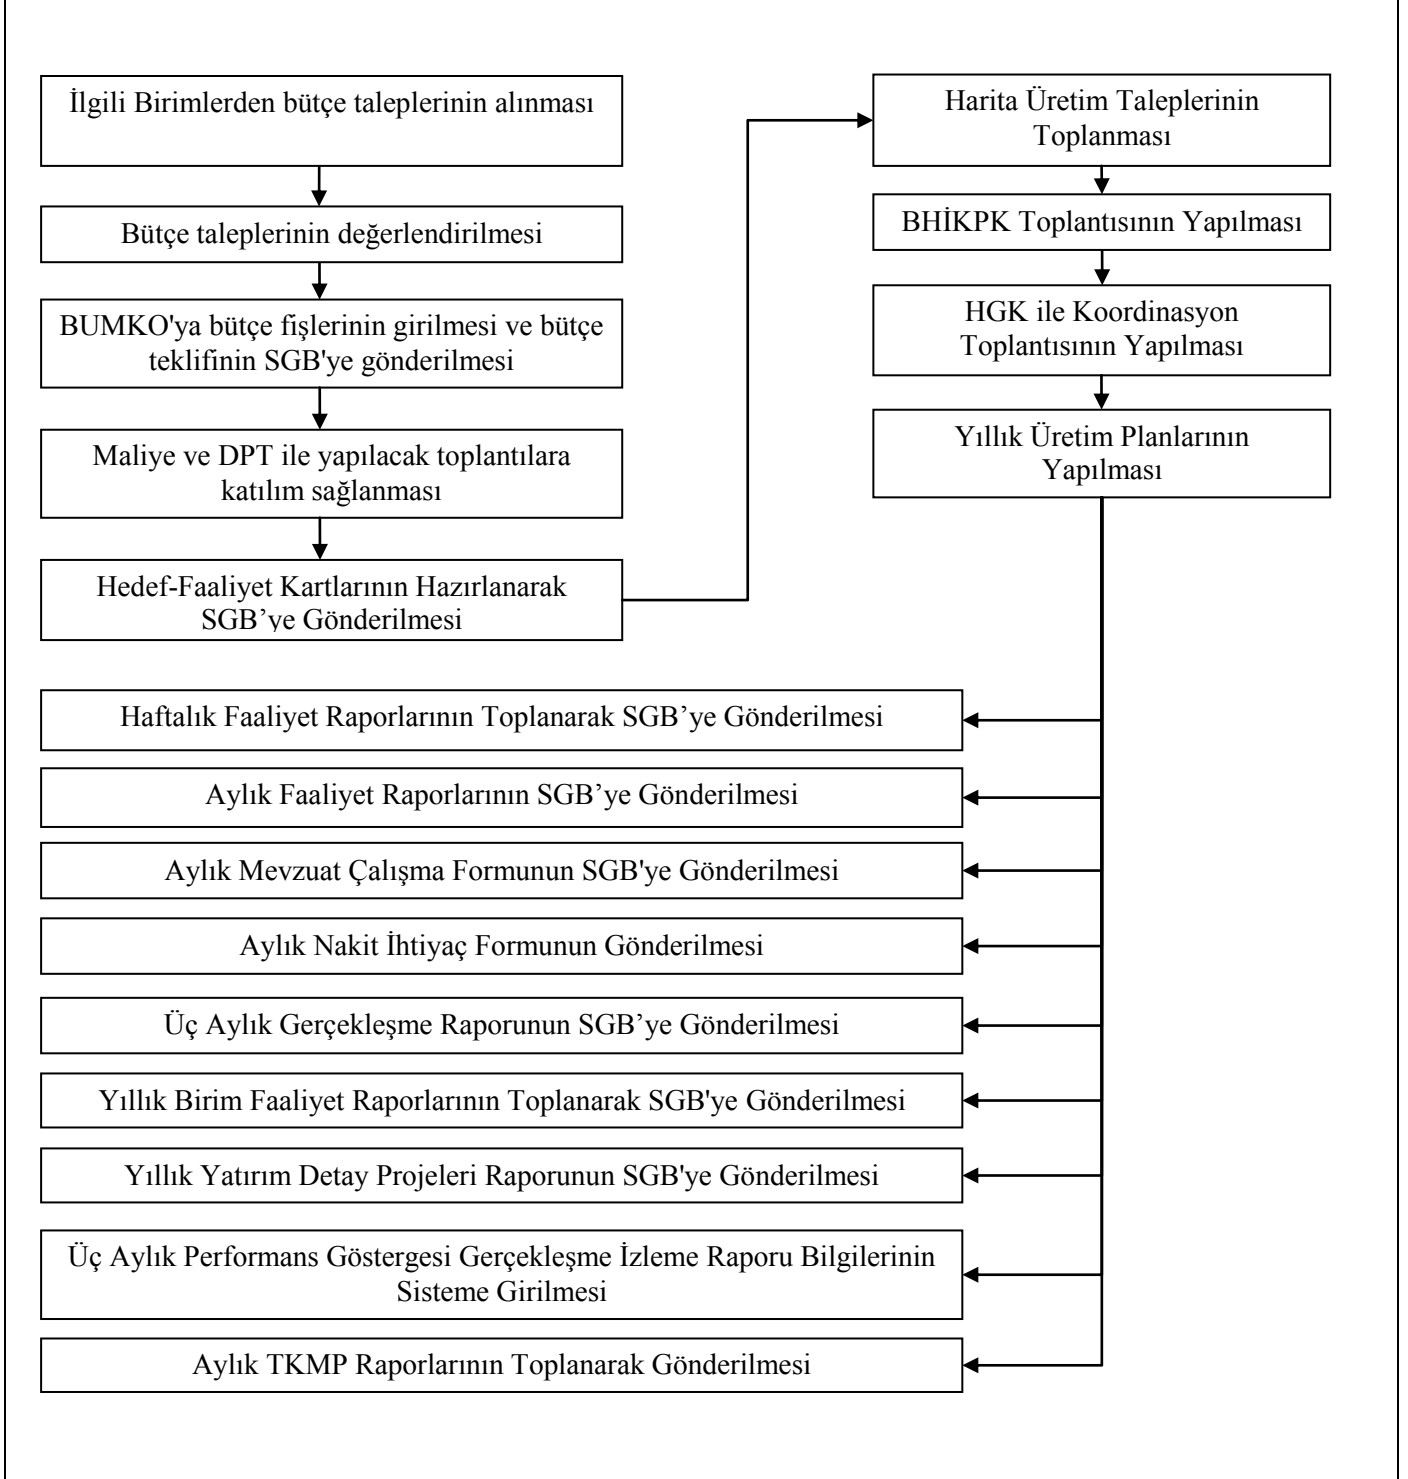 İlgili Birimlerden bütçe taleplerinin alınması
Bütçe taleplerinin değerlendirilmesi
BUMKO'ya bütçe fişlerinin girilmesi ve bütçe
teklifinin SGB'ye gönderilmesi
Maliye ve DPT ile yapılacak toplantılara
katılım sağlanması
Hedef-Faaliyet Kartlarının Hazırlanarak
SGB’ye Gönderilmesi
Harita Üretim Taleplerinin
Toplanması
BHİKPK Toplantısının Yapılması
HGK ile Koordinasyon
Toplantısının Yapılması
Yıllık Üretim Planlarının
Yapılması
Haftalık Faaliyet Raporlarının Toplanarak SGB’ye Gönderilmesi
Aylık Faaliyet Raporlarının SGB’ye Gönderilmesi
Aylık Mevzuat Çalışma Formunun SGB'ye Gönderilmesi
Aylık Nakit İhtiyaç Formunun Gönderilmesi
Üç Aylık Gerçekleşme Raporunun SGB’ye Gönderilmesi
Yıllık Birim Faaliyet Raporlarının Toplanarak SGB'ye Gönderilmesi
Yıllık Yatırım Detay Projeleri Raporunun SGB'ye Gönderilmesi
Üç Aylık Performans Göstergesi Gerçekleşme İzleme Raporu Bilgilerinin
Sisteme Girilmesi
Aylık TKMP Raporlarının Toplanarak Gönderilmesi